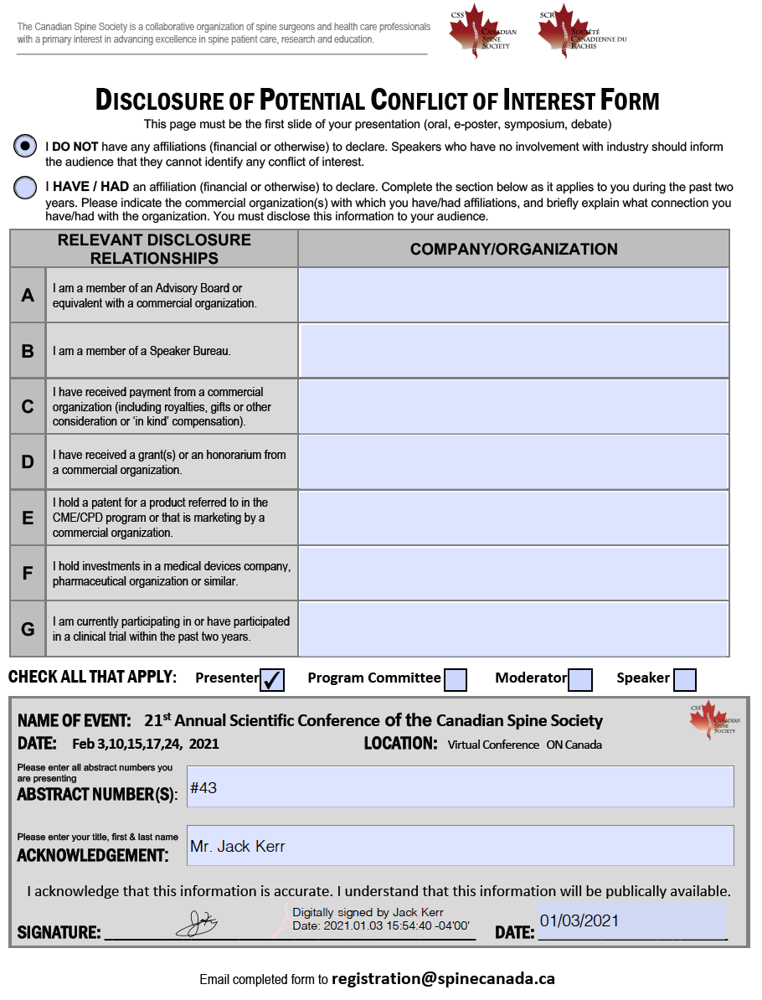 The Canadian Spine Society is a collaborative organization of spine surgeons and health care professionals
with a primary interest in advancing excellence in spine patient care, research and education.
CSS
CANADIAN
SPINE
SOCIETY
SCR
SOCIÉTÉ
CANADIENNE DU
RACHIS
DISCLOSURE OF POTENTIAL CONFLICT OF INTEREST FORM
This page must be the first slide of your presentation (oral, e-poster, symposium, debate)
I DO NOT have any affiliations (financial or otherwise) to declare. Speakers who have no involvement with industry should inform
the audience that they cannot identify any conflict of interest.
I HAVE / HAD an affiliation (financial or otherwise) to declare. Complete the section below as it applies to you during the past two
years. Please indicate the commercial organization(s) with which you have/had affiliations, and briefly explain what connection you
have/had with the organization. You must disclose this information to your audience.
RELEVANT DISCLOSURE
RELATIONSHIPS
COMPANY/ORGANIZATION
A
I am a member of an Advisory Board or
equivalent with a commercial organization.
B
I am a member of a Speaker Bureau.
C
I have received payment from a commercial
organization (including royalties, gifts or other
consideration or 'in kind' compensation).
D
I have received a grant(s) or an honorarium from
a commercial organization.
E
I hold a patent for a product referred to in the
CME/CPD program or that is marketing by a
commercial organization.
F
I hold investments in a medical devices company,
pharmaceutical organization or similar.
G
I am currently participating in or have participated
in a clinical trial within the past two years.
CHECK ALL THAT APPLY: Presenter Program Committee Moderator Speaker
NAME OF EVENT: 21st Annual Scientific Conference of the Canadian Spine Society
CSS
CANADIAN
SPINE
SOCIETY
DATE: Feb 3,10,15,17,24, 2021 LOCATION: Virtual Conference ON Canada
Please enter all abstract numbers you
are presenting
ABSTRACT NUMBER(S): #43
Please enter your title, first & last name
ACKNOWLEDGEMENT: Mr. Jack Kerr
I acknowledge that this information is accurate. I understand that this information will be publically available.
Digitally signed by Jack Kerr
Date: 2021.01.03 15:54:40 -04'00'
SIGNATURE: DATE: 01/03/2021
Email completed form to registration@spinecanada.ca